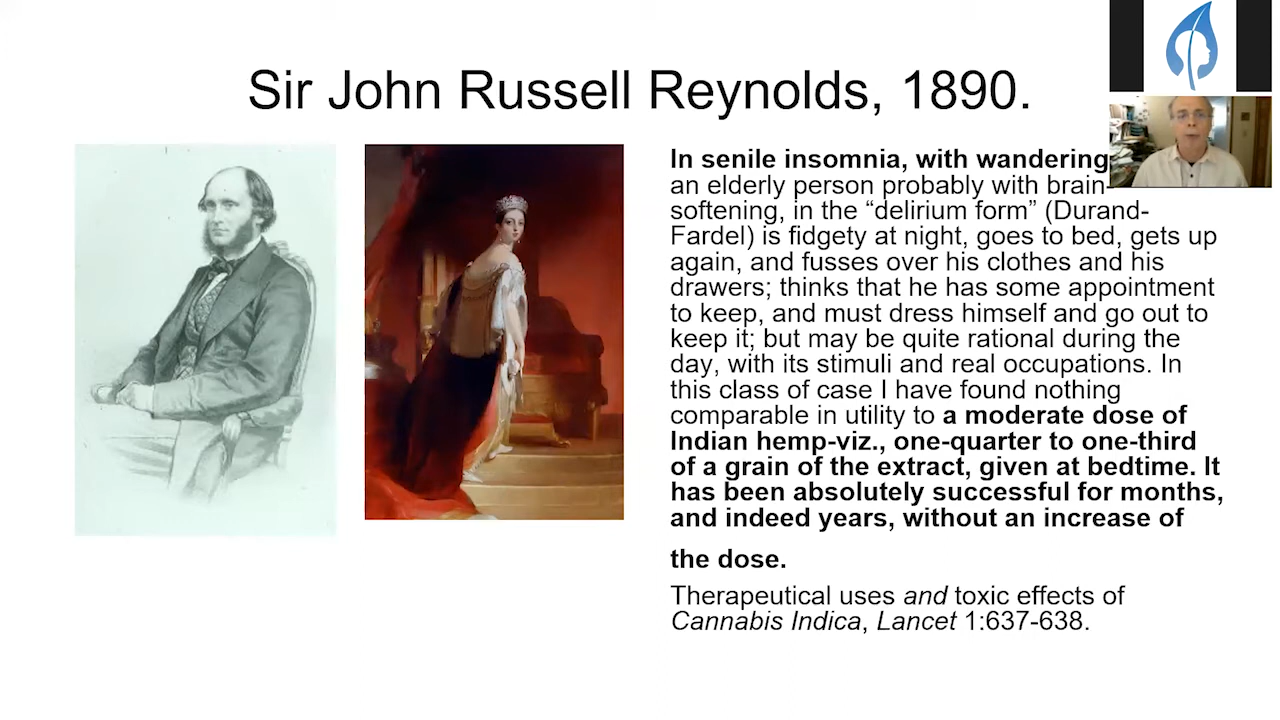 Sir John Russell Reynolds, 1890.
In senile insomnia, with wandering
an elderly person probably with brain-
softening, in the “delirium form” (Durand-
Fardel) is fidgety at night, goes to bed, gets up
again, and fusses over his clothes and his
drawers; thinks that he has some appointment
to keep, and must dress himself and go out to
keep it; but may be quite rational during the
day, with its stimuli and real occupations. In
this class of case I have found nothing
comparable in utility to a moderate dose of
Indian hemp-viz., one-quarter to one-third
of a grain of the extract, given at bedtime. It
has been absolutely successful for months,
and indeed years, without an increase of
the dose.
Therapeutical uses and toxic effects of
Cannabis Indica, Lancet 1:637-638.